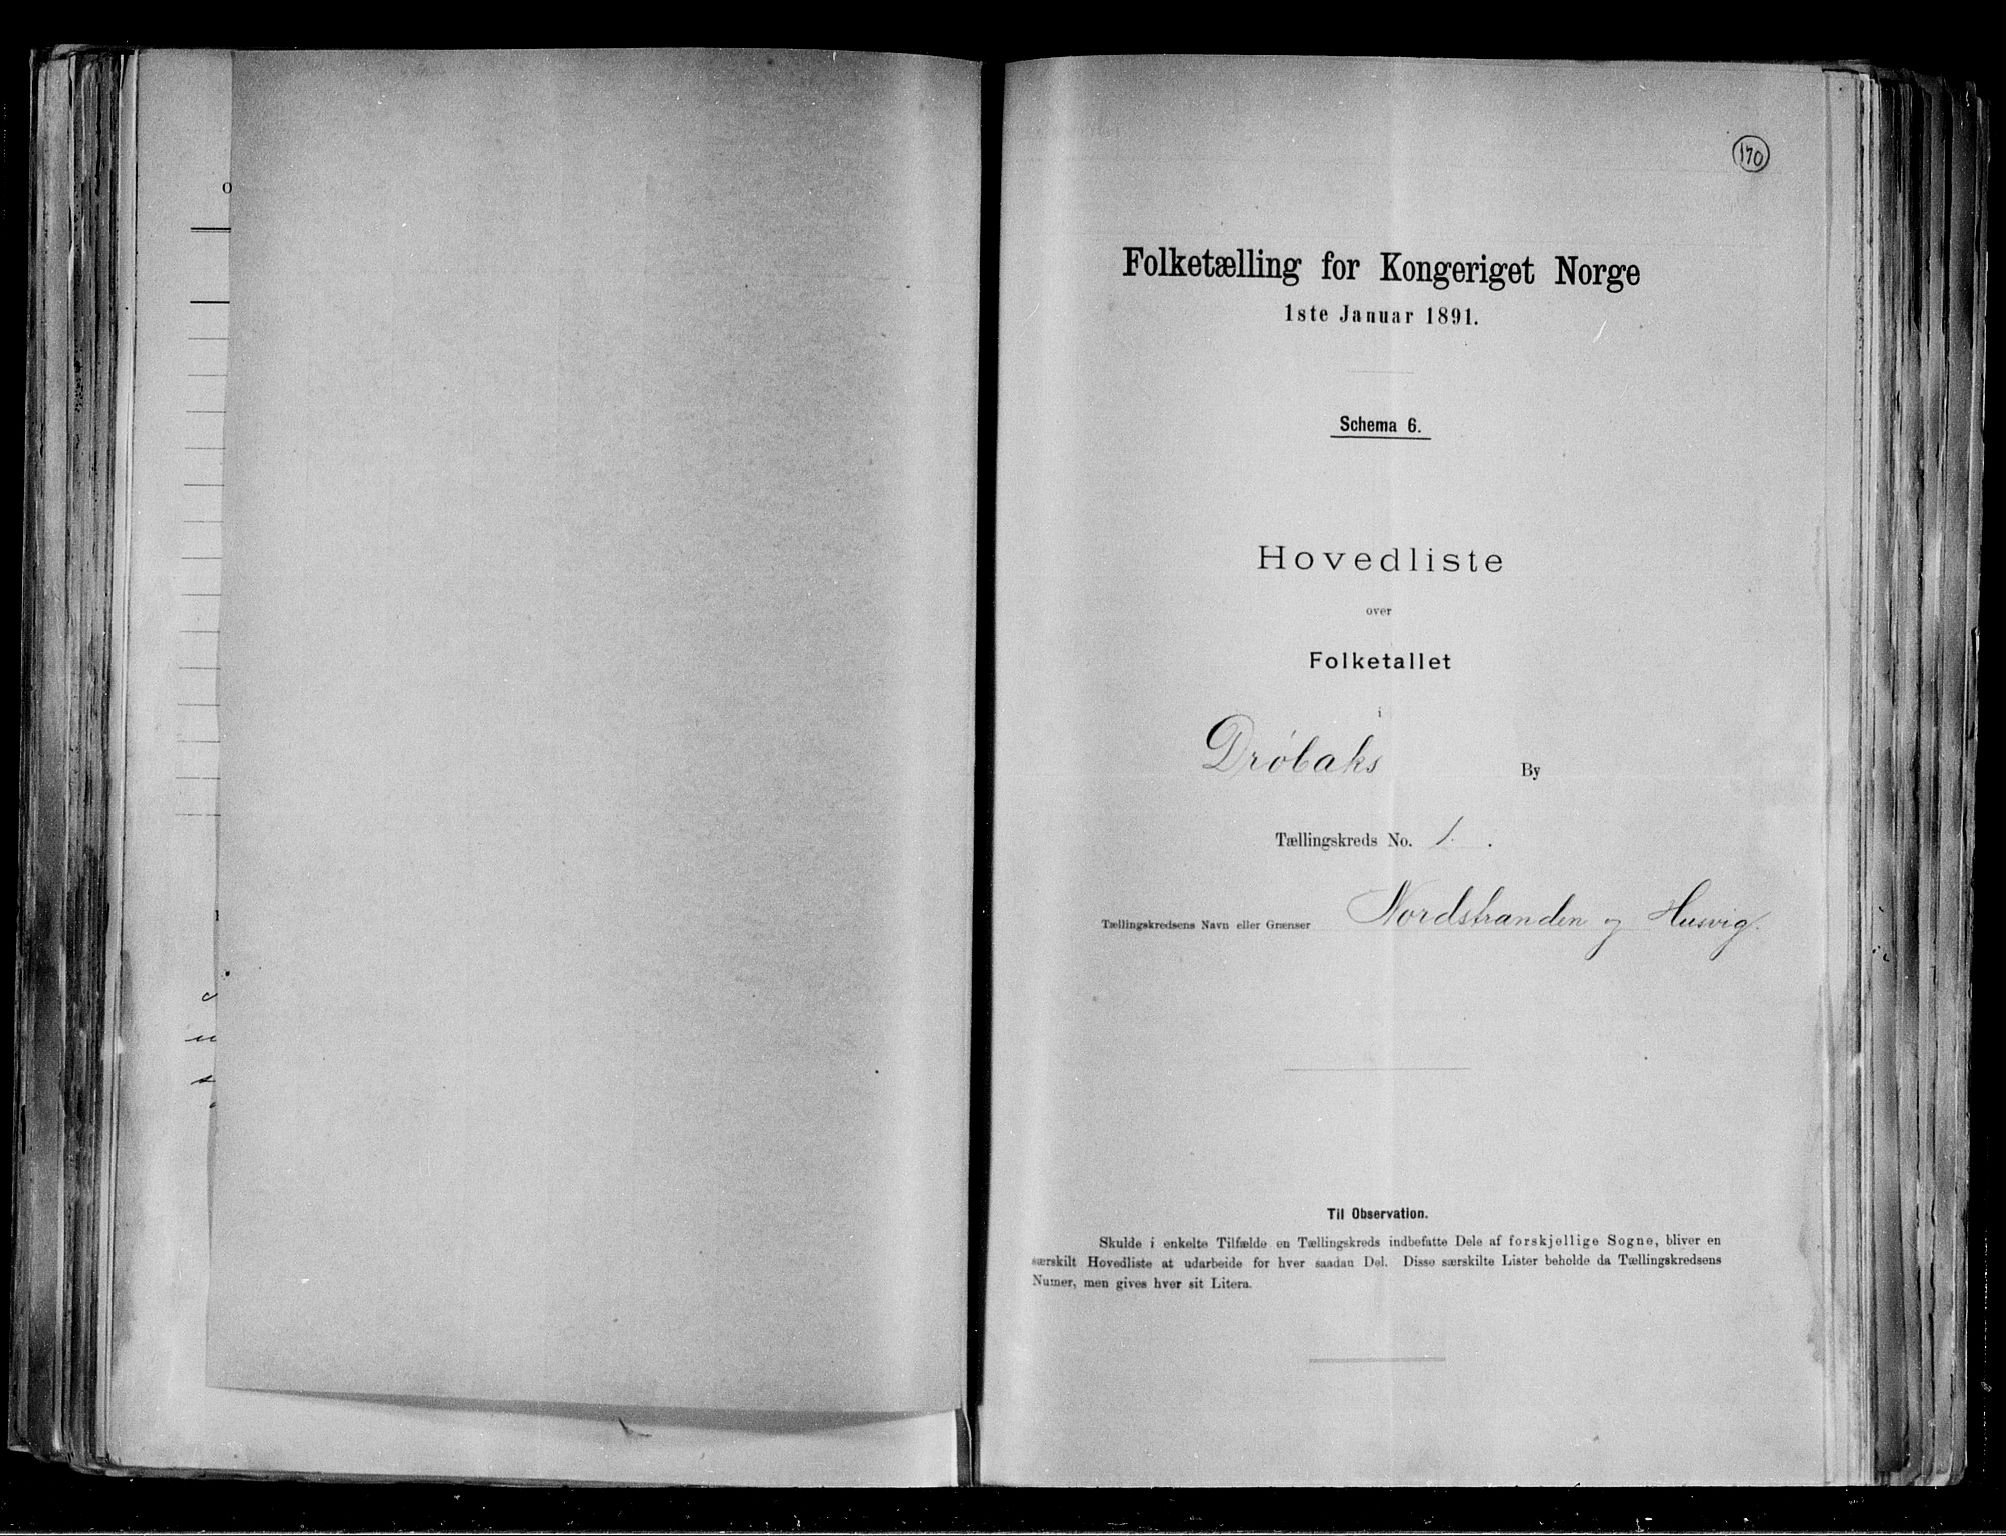 170
Folketælling for Kongeriget Norge
1ste Januar 1891.
Schema 6.
Hovedliste
over
Folketallet
i
Drøbaks By
Tællingskreds No. 1.
Tællingskredsens Navn eller Grænser Nordstranden og Husvig.
Til Observation.
Skulde i enkelte Tilfælde en Tællingskreds indbefatte Dele af forskjellige Sogne, bliver en
særskilt Hovedliste at udarbeide for hver saadan Del. Disse særskilte Lister beholde da Tællingskredsens
Numer, men gives hver sit Litera.